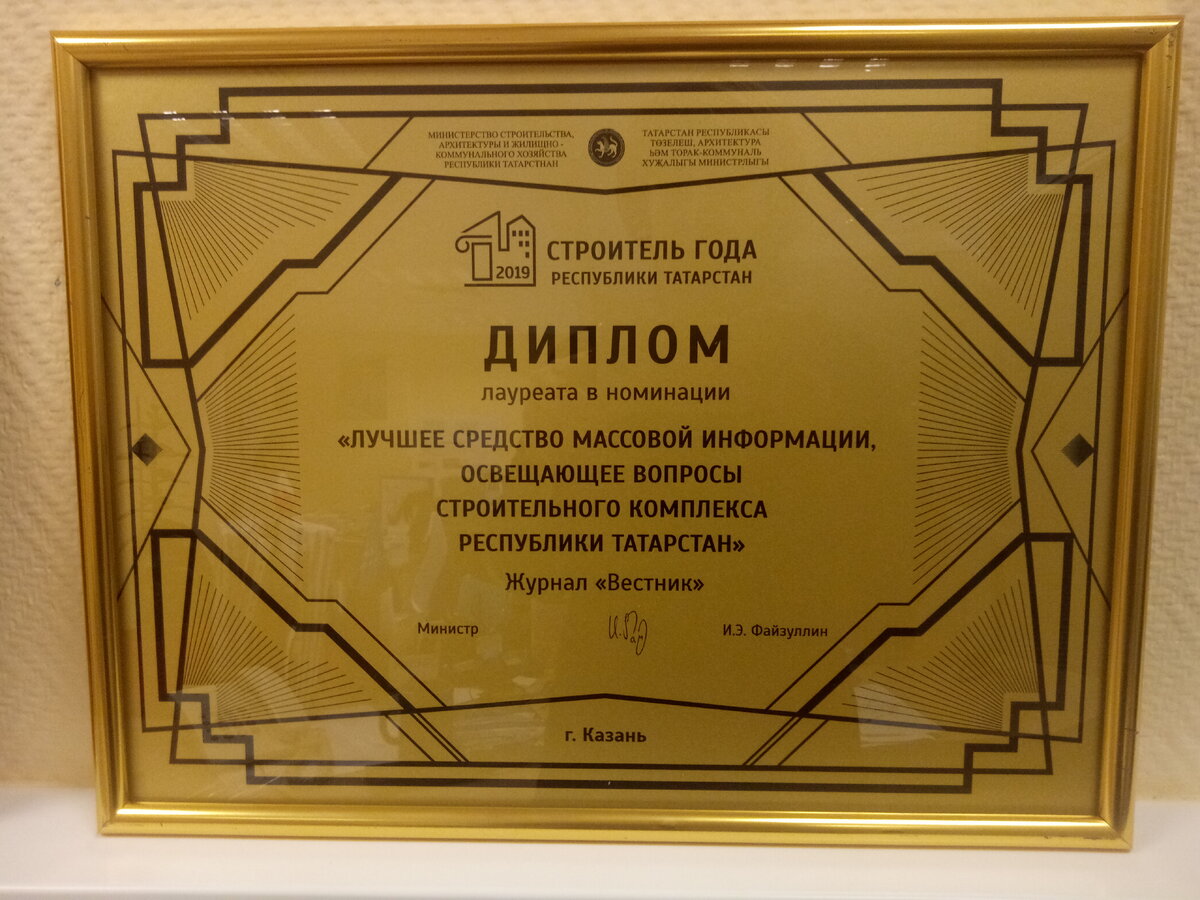 МИНИСТЕРСТВО СТРОИТЕЛЬСТВА,
АРХИТЕКТУРЫ И ЖИЛИЩНО -
КОММУНАЛЬНОГО ХОЗЯЙСТВА
РЕСПУБЛИКИ ТАТАРСТНАН
ТАТАРСТАН РЕСПУБЛИКАСЫ
ТӨЗЕЛЕШ, АРХИТЕКТУРА
ҺӘМ ТОРАК-КОММУНАЛЬ
ХУҖАЛЫГЫ МИНИСТРЛЫГЫ
2019
СТРОИТЕЛЬ ГОДА
РЕСПУБЛИКИ ТАТАРСТАН
ДИПЛОМ
лауреата в номинации
«ЛУЧШЕЕ СРЕДСТВО МАССОВОЙ ИНФОРМАЦИИ,
ОСВЕЩАЮЩЕЕ ВОПРОСЫ
СТРОИТЕЛЬНОГО КОМПЛЕКСА
РЕСПУБЛИКИ ТАТАРСТАН»
Журнал «Вестник»
Министр И.Э. Файзуллин
г. Казань